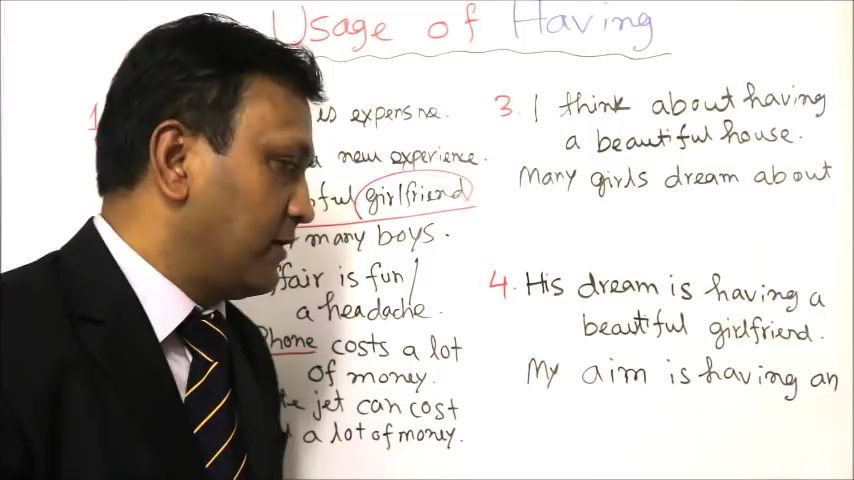 Usage of Having
is expensive.
a new experience.
girlfriend
many boys.
is fun/
a headache.
Phone costs a lot
of money.
jet can cost
a lot of money.
3. I think about having
a beautiful house.
Many girls dream about
4. His dream is having a
beautiful girlfriend.
My aim is having an